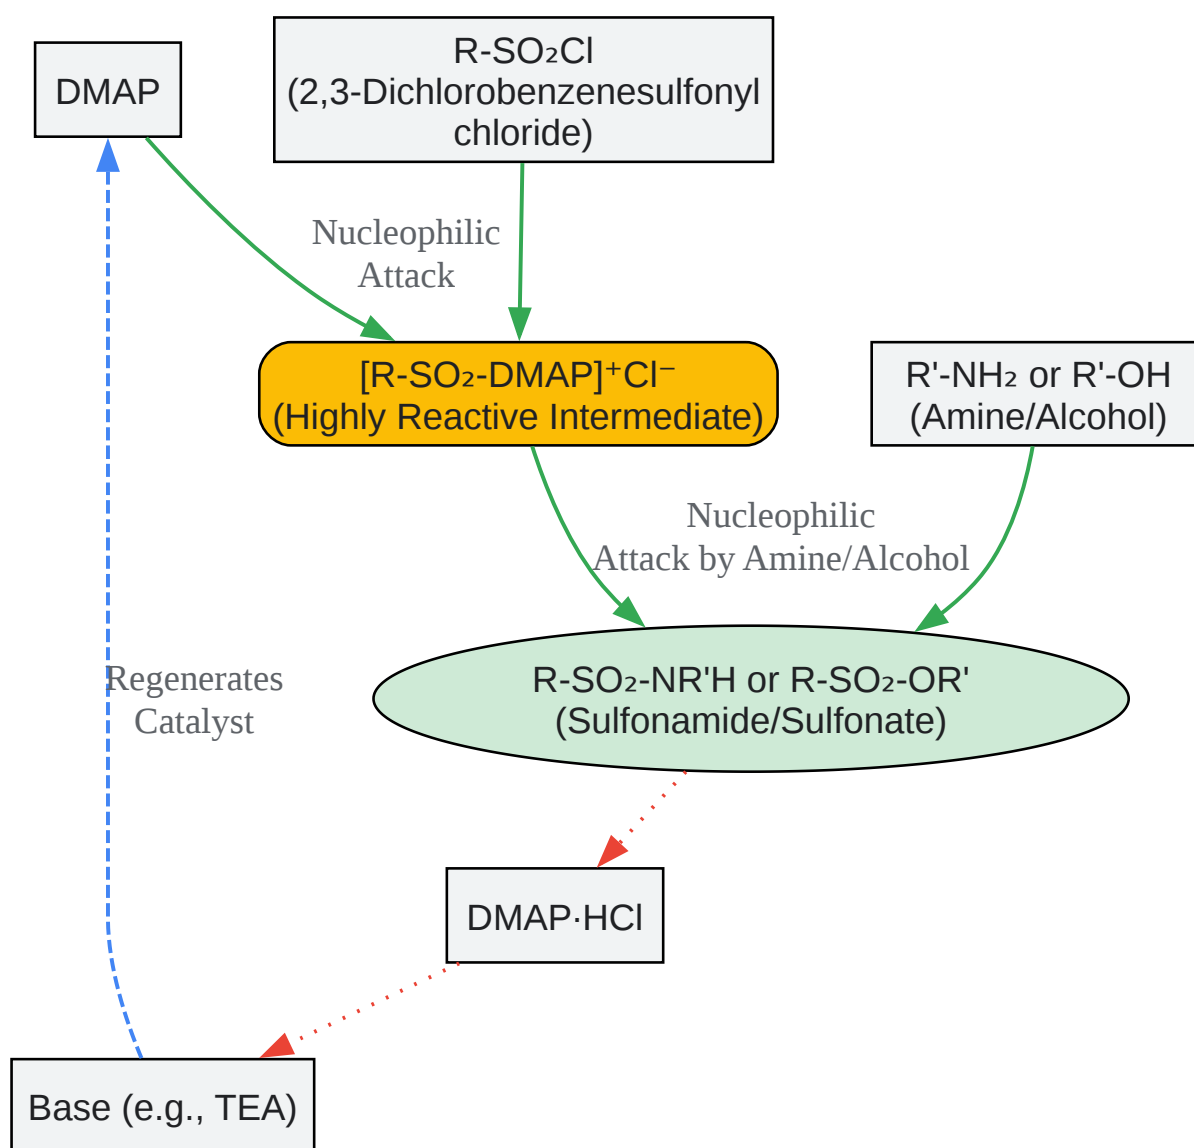 DMAP
R-SO₂Cl
(2,3-Dichlorobenzenesulfonyl
chloride)
Nucleophilic
Attack
[R-SO₂-DMAP]⁺Cl⁻
(Highly Reactive Intermediate)
R'-NH₂ or R'-OH
(Amine/Alcohol)
Nucleophilic
Attack by Amine/Alcohol
R-SO₂-NR'H or R-SO₂-OR'
(Sulfonamide/Sulfonate)
Regenerates
Catalyst
DMAP·HCl
Base (e.g., TEA)